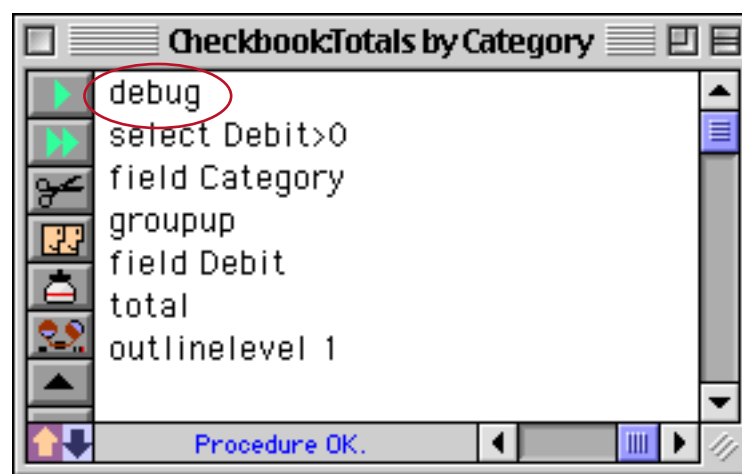 Checkbook:Totals by Category
debug
select Debit>0
field Category
groupup
field Debit
total
outlinelevel 1
Procedure OK.